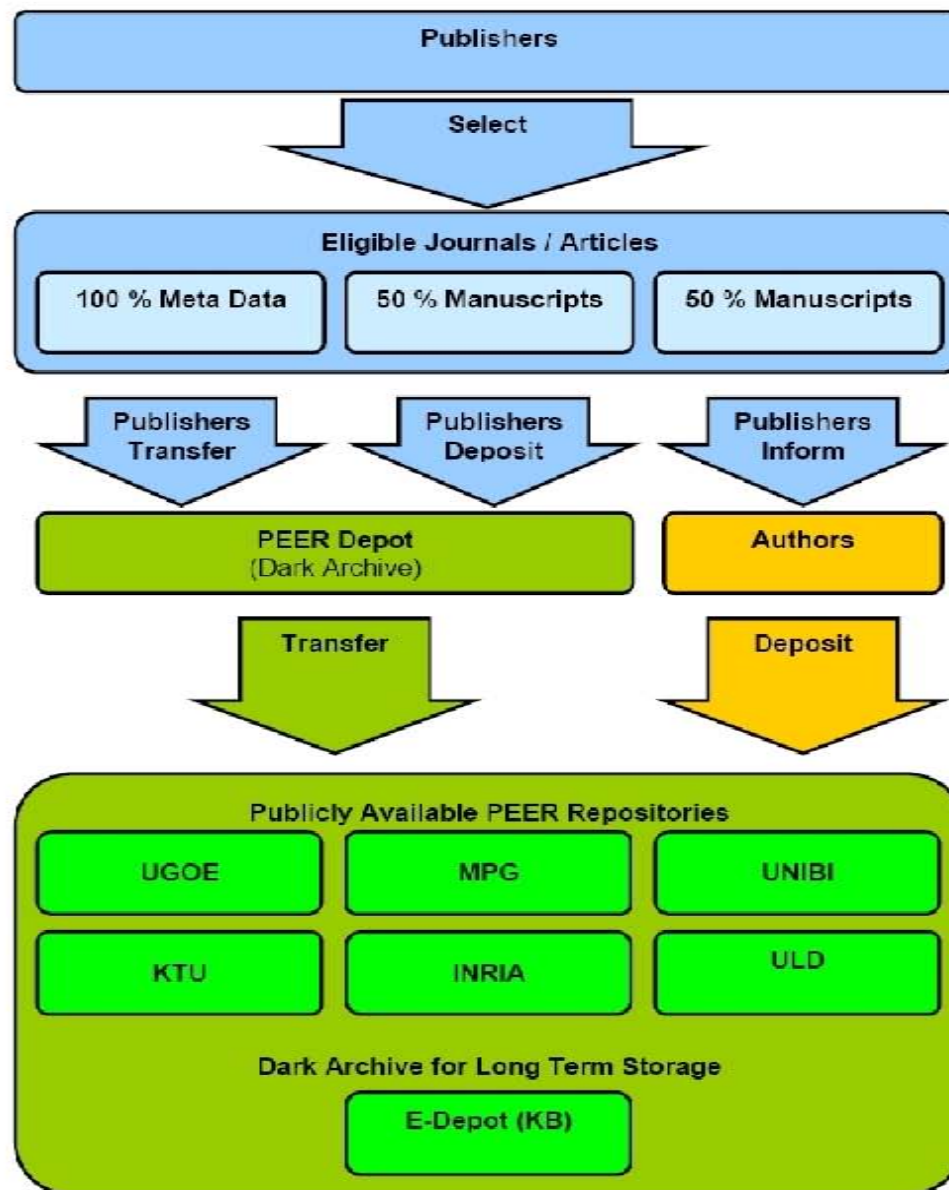 Publishers
Select
Eligible Journals / Articles
100 % Meta Data
50 % Manuscripts
50 % Manuscripts
Publishers
Transfer
Publishers
Deposit
Publishers
Inform
PEER Depot
(Dark Archive)
Authors
Transfer
Deposit
Publicly Available PEER Repositories
UGOE
MPG
UNIBI
KTU
INRIA
ULD
Dark Archive for Long Term Storage
E-Depot (KB)